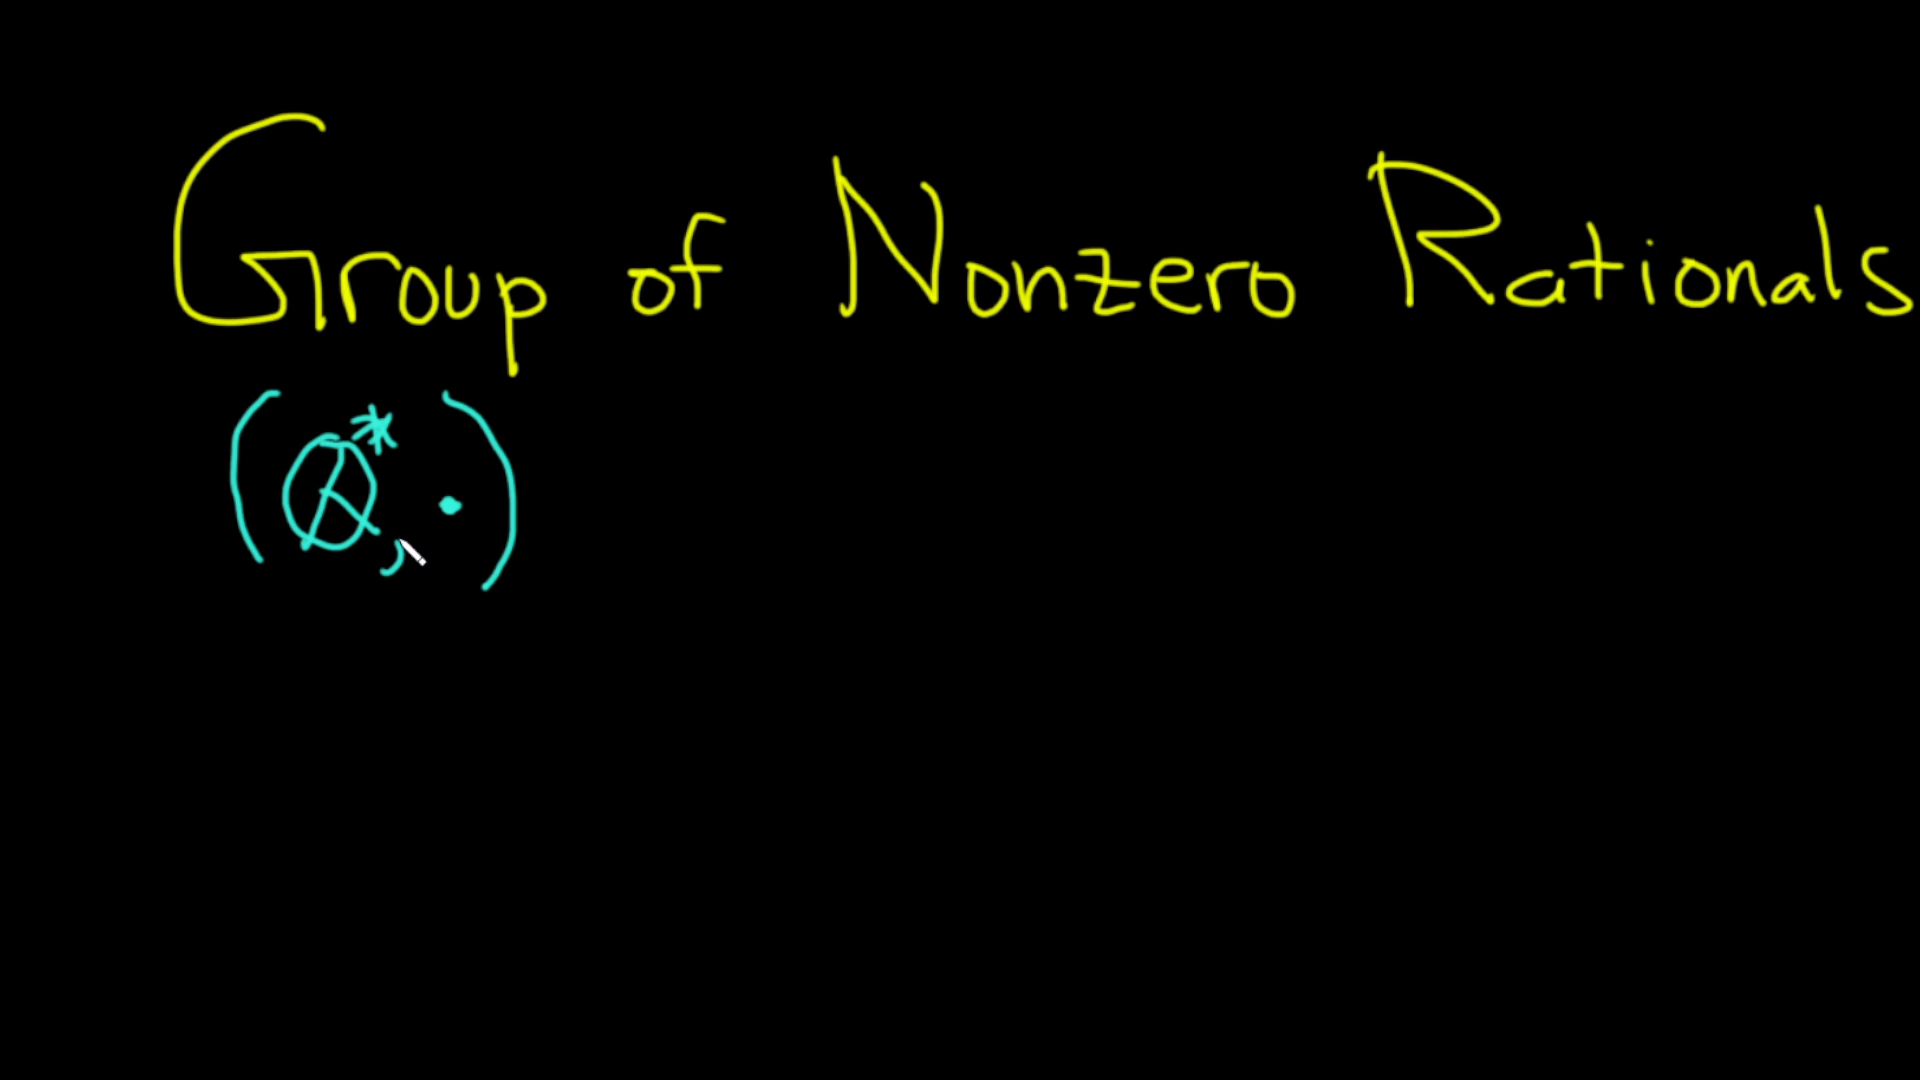 Group of Nonzero Rationals
(ℚ*, ·)